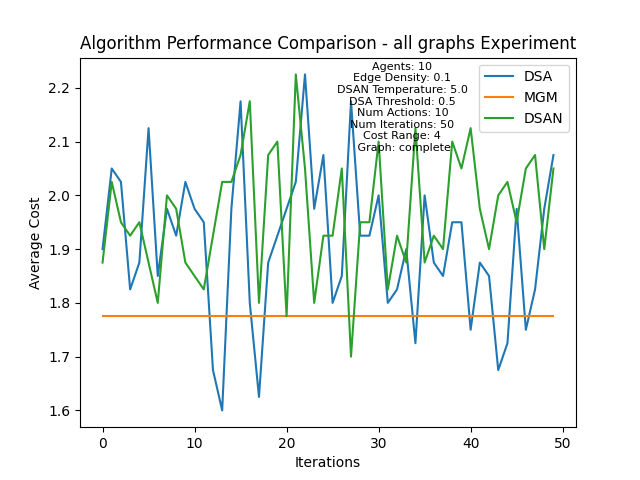 Algorithm Performance Comparison - all graphs Experiment
Agents: 10
Edge Density: 0.1
DSAN Temperature: 5.0
DSA Threshold: 0.5
Num Actions: 10
Num Iterations: 50
Cost Range: 4
Graph: complete
DSA
MGM
DSAN
Average Cost
2.2
2.1
2.0
1.9
1.8
1.7
1.6
0
10
20
30
40
50
Iterations